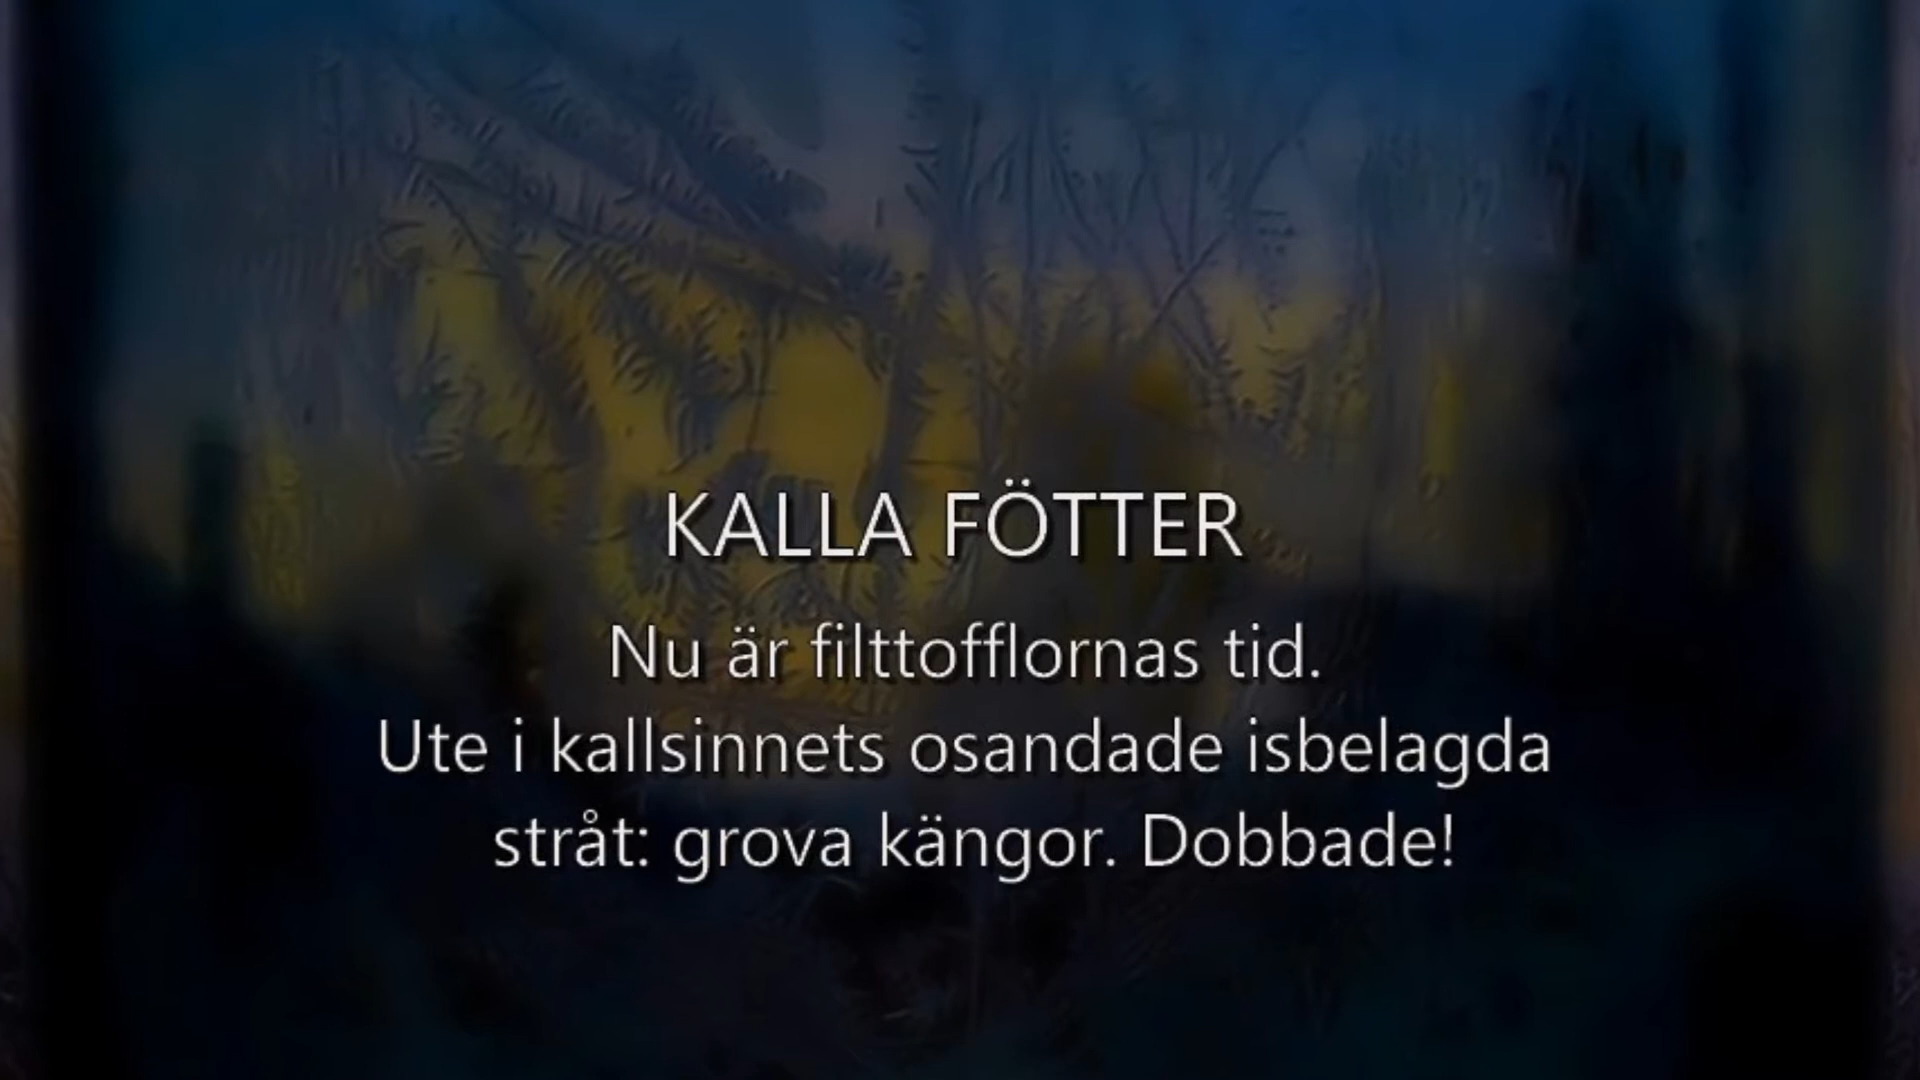 KALLA FÖTTER
Nu är filttofflornas tid.
Ute i kallsinnets osandade isbelagda
stråt: grova kängor. Dobbade!